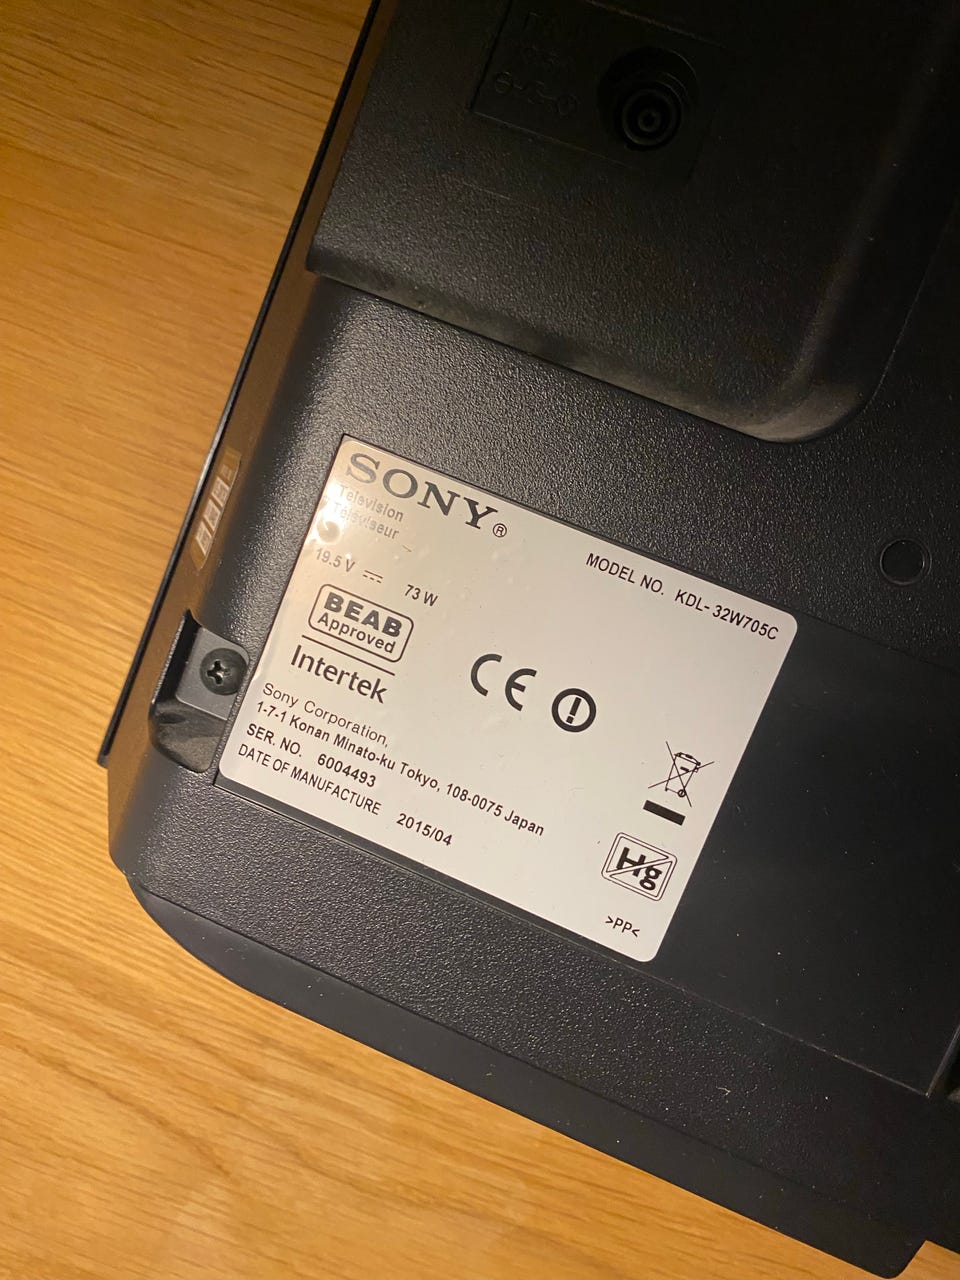 SONY®
Television
Téléviseur
MODEL NO. KDL-32W705C
19.5 V 73 W
BEAB
Approved
Intertek
CE
Sony Corporation,
1-7-1 Konan Minato-ku Tokyo, 108-0075 Japan
SER. NO. 6004493
DATE OF MANUFACTURE 2015/04
Hg
>PP<